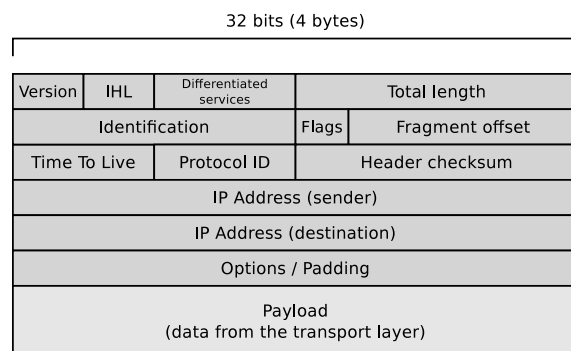 32 bits (4 bytes)
Version IHL Differentiated services Total length
Identification Flags Fragment offset
Time To Live Protocol ID Header checksum
IP Address (sender)
IP Address (destination)
Options / Padding
Payload
(data from the transport layer)